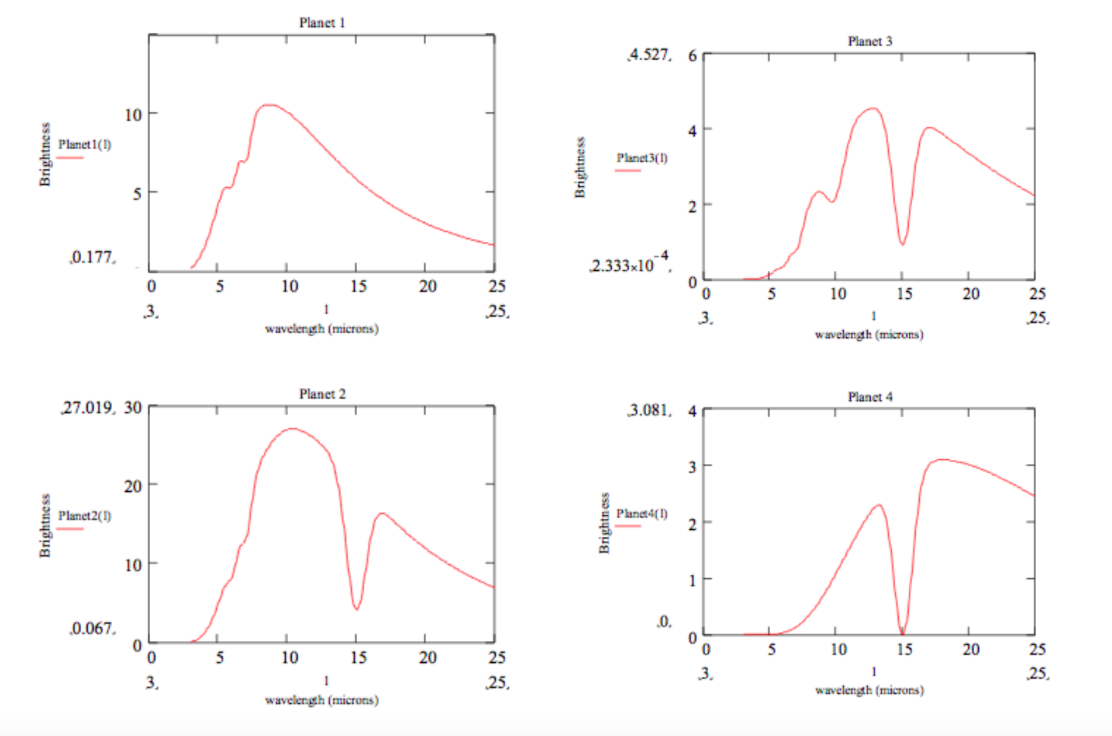 Planet 1
10
5
Brightness
Planet1(l)
,0.177,
0 5 10 15 20 25
,3, l ,25,
wavelength (microns)
Planet 3
,4.527, 6
4
2
0
Brightness
Planet3(l)
,2.333×10⁻⁴,
0 5 10 15 20 25
,3, l ,25,
wavelength (microns)
Planet 2
,27.019, 30
20
10
0
Brightness
Planet2(l)
,0.067,
0 5 10 15 20 25
,3, l ,25,
wavelength (microns)
Planet 4
,3.081, 4
3
2
1
0
Brightness
Planet4(l)
,0,
0 5 10 15 20 25
,3, l ,25,
wavelength (microns)